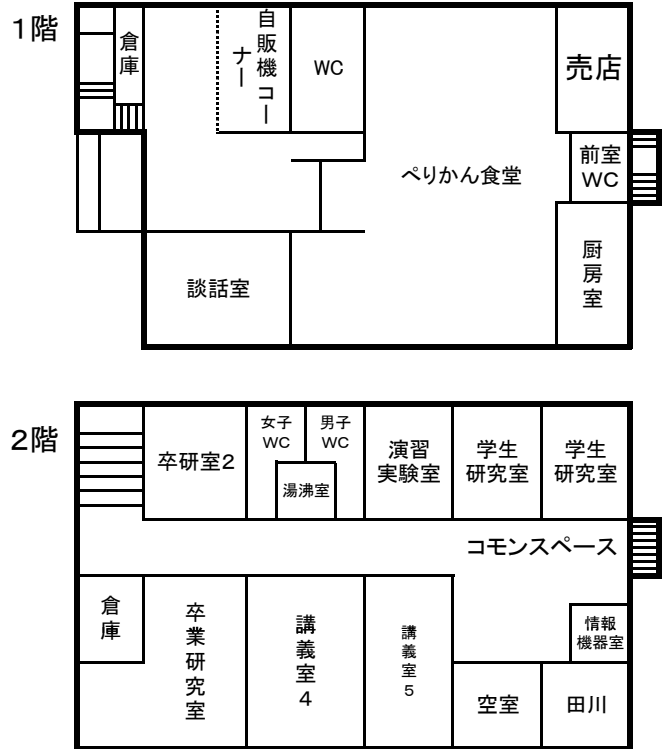 1階
倉庫
自販機コー
ナー
WC
売店
前室
WC
ぺりかん食堂
厨房室
談話室
2階
卒研室2
女子
WC
男子
WC
湯沸室
演習
実験室
学生
研究室
学生
研究室
コモンスペース
倉庫
卒業研究室
講義室4
講義室5
情報
機器室
空室
田川